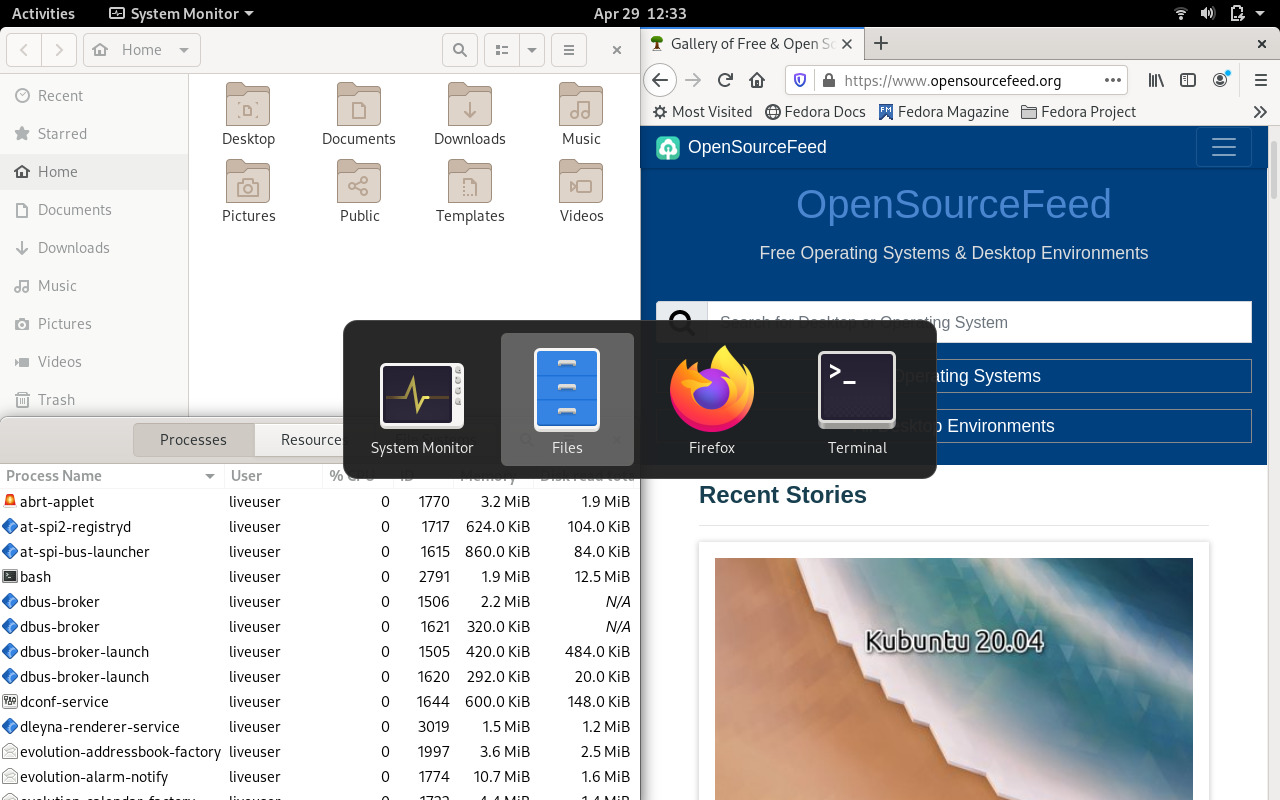 Activities System Monitor Apr 29 12:33
Home
Recent
Starred
Home
Documents
Downloads
Music
Pictures
Videos
Trash
Desktop Documents Downloads Music
Pictures Public Templates Videos
Gallery of Free & Open So
https://www.opensourcefeed.org
Most Visited Fedora Docs FM Fedora Magazine Fedora Project
OpenSourceFeed
OpenSourceFeed
Free Operating Systems & Desktop Environments
Search for Desktop or Operating System
Operating Systems
Desktop Environments
System Monitor Files Firefox Terminal
Processes Resources
Process Name User % CPU ID Memory Disk read tota
abrt-applet liveuser 0 1770 3.2 MiB 1.9 MiB
at-spi2-registryd liveuser 0 1717 624.0 KiB 104.0 KiB
at-spi-bus-launcher liveuser 0 1615 860.0 KiB 84.0 KiB
bash liveuser 0 2791 1.9 MiB 12.5 MiB
dbus-broker liveuser 0 1506 2.2 MiB N/A
dbus-broker liveuser 0 1621 320.0 KiB N/A
dbus-broker-launch liveuser 0 1505 420.0 KiB 484.0 KiB
dbus-broker-launch liveuser 0 1620 292.0 KiB 20.0 KiB
dconf-service liveuser 0 1644 600.0 KiB 148.0 KiB
dleyna-renderer-service liveuser 0 3019 1.5 MiB 1.2 MiB
evolution-addressbook-factory liveuser 0 1997 3.6 MiB 2.5 MiB
evolution-alarm-notify liveuser 0 1774 10.7 MiB 1.6 MiB
Recent Stories
Kubuntu 20.04